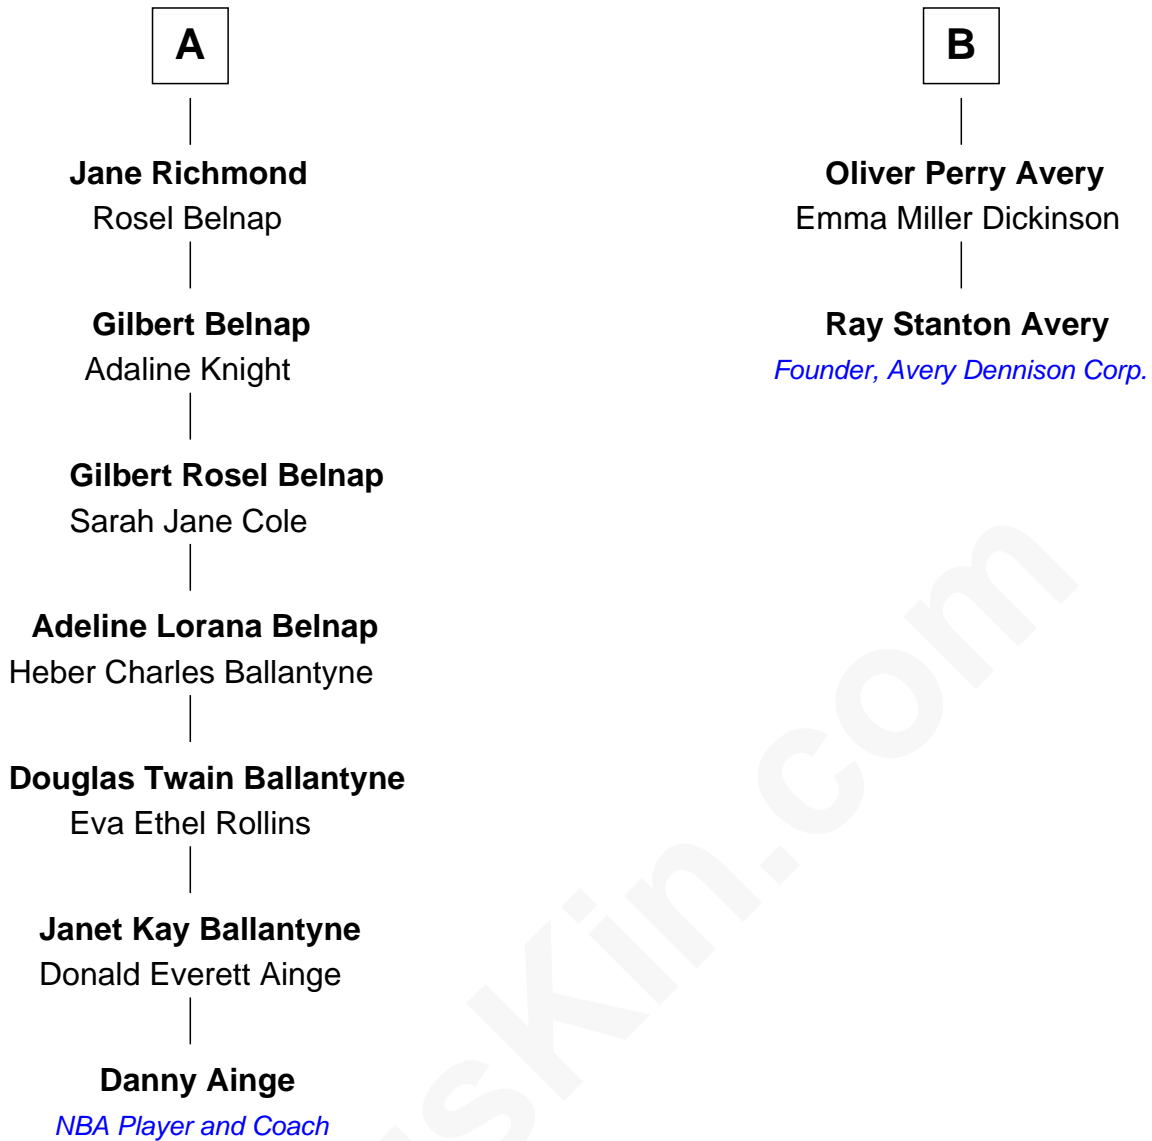 A
Jane Richmond
Rosel Belnap
Gilbert Belnap
Adaline Knight
Gilbert Rosel Belnap
Sarah Jane Cole
Adeline Lorana Belnap
Heber Charles Ballantyne
Douglas Twain Ballantyne
Eva Ethel Rollins
Janet Kay Ballantyne
Donald Everett Ainge
Danny Ainge
NBA Player and Coach
B
Oliver Perry Avery
Emma Miller Dickinson
Ray Stanton Avery
Founder, Avery Dennison Corp.
sKin.com